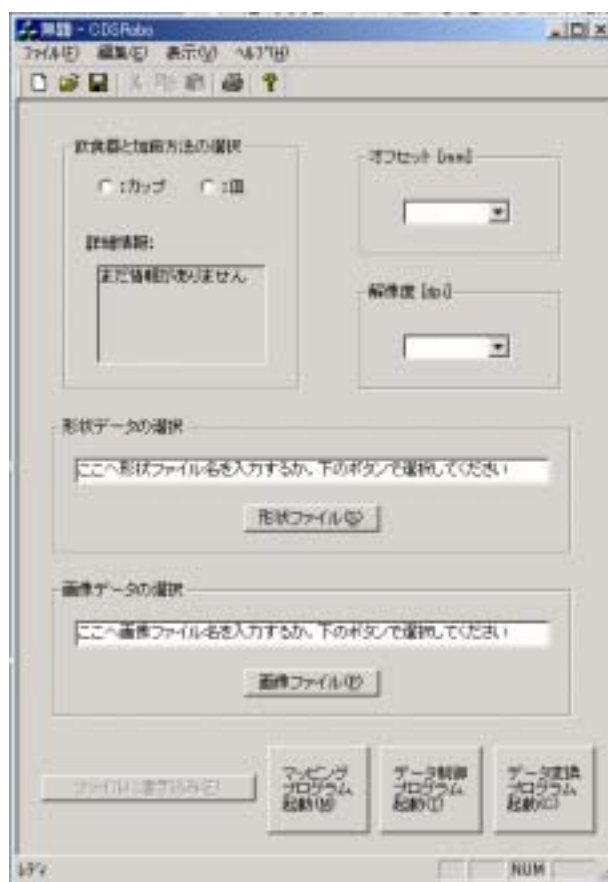 無題 - CDSRobo
ファイル(F) 編集(E) 表示(V) ヘルプ(H)
飲食器と加飾方法の選択
:カップ :皿
詳細情報:
まだ情報がありません
オフセット [mm]
解像度 [dpi]
形状データの選択
ここへ形状ファイル名を入力するか、下のボタンで選択してください
形状ファイル(S)
画像データの選択
ここへ画像ファイル名を入力するか、下のボタンで選択してください
画像ファイル(P)
ファイルに書き込み(F)
マッピング
プログラム
起動(M)
データ制御
プログラム
起動(T)
データ変換
プログラム
起動(C)
レディ
NUM